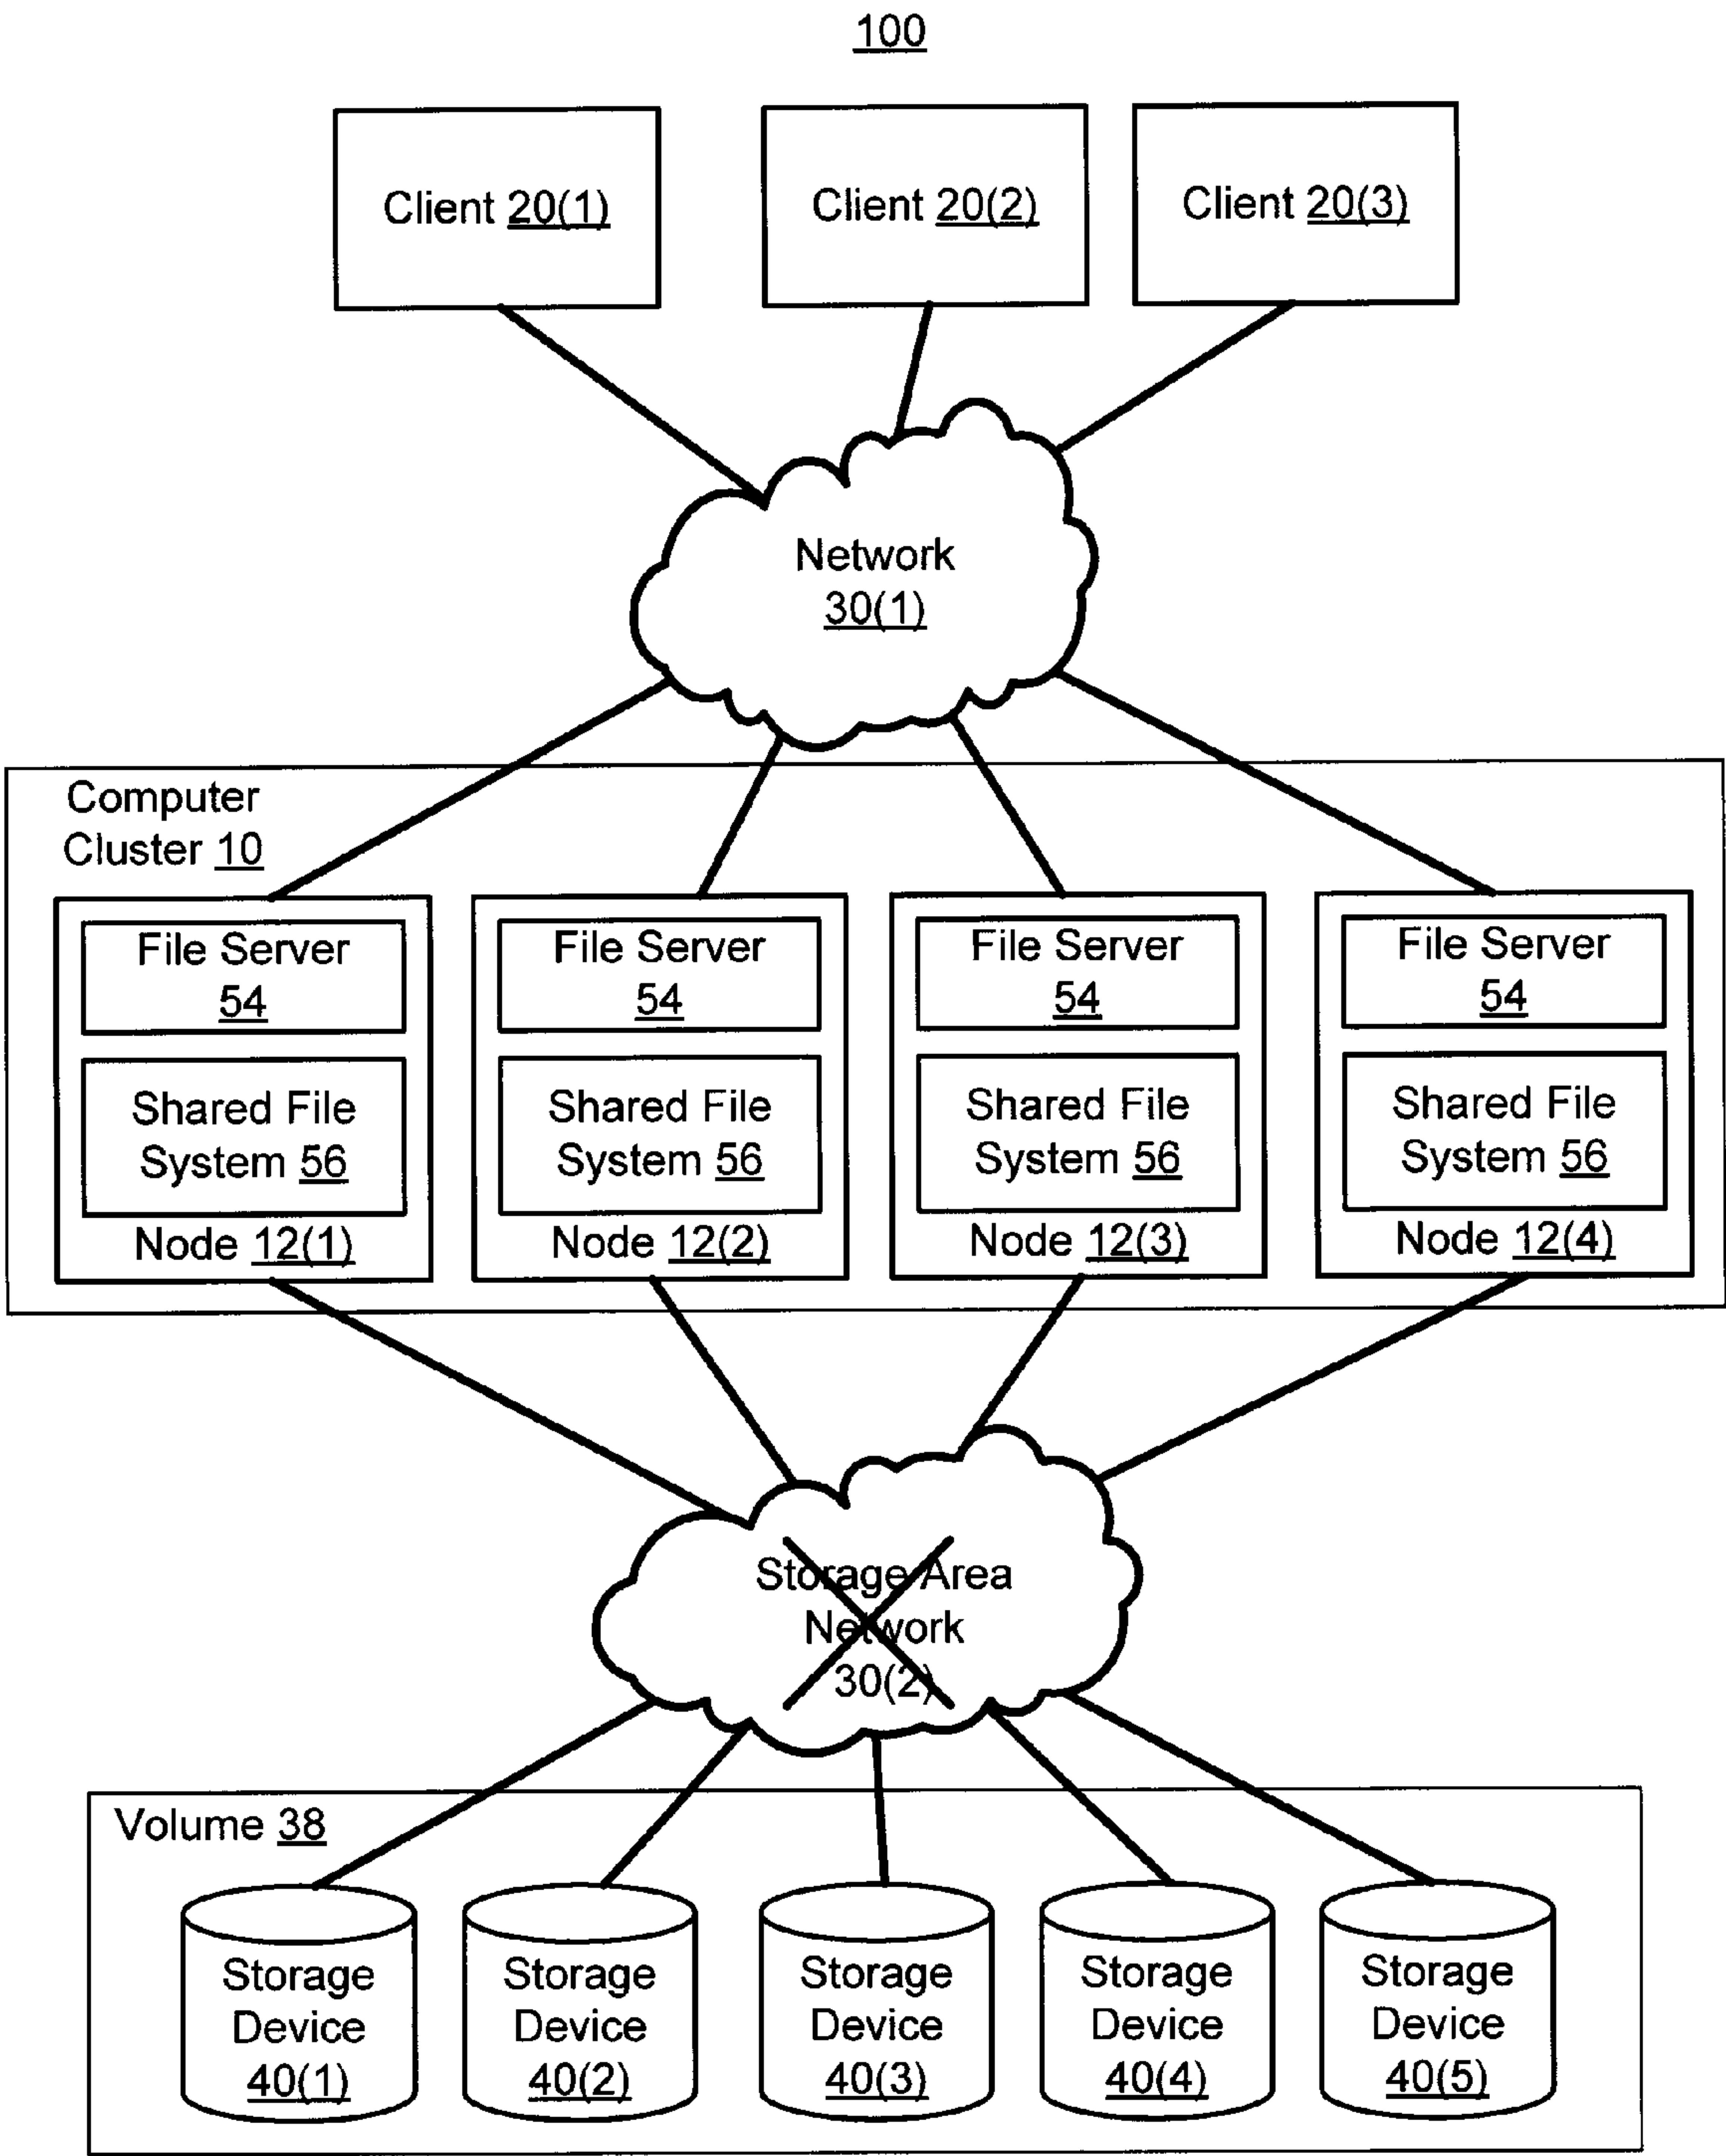 100
Client 20(1)
Client 20(2)
Client 20(3)
Network
30(1)
Computer
Cluster 10
File Server
54
Shared File
System 56
Node 12(1)
File Server
54
Shared File
System 56
Node 12(2)
File Server
54
Shared File
System 56
Node 12(3)
File Server
54
Shared File
System 56
Node 12(4)
Storage Area
Network
30(2)
Volume 38
Storage
Device
40(1)
Storage
Device
40(2)
Storage
Device
40(3)
Storage
Device
40(4)
Storage
Device
40(5)